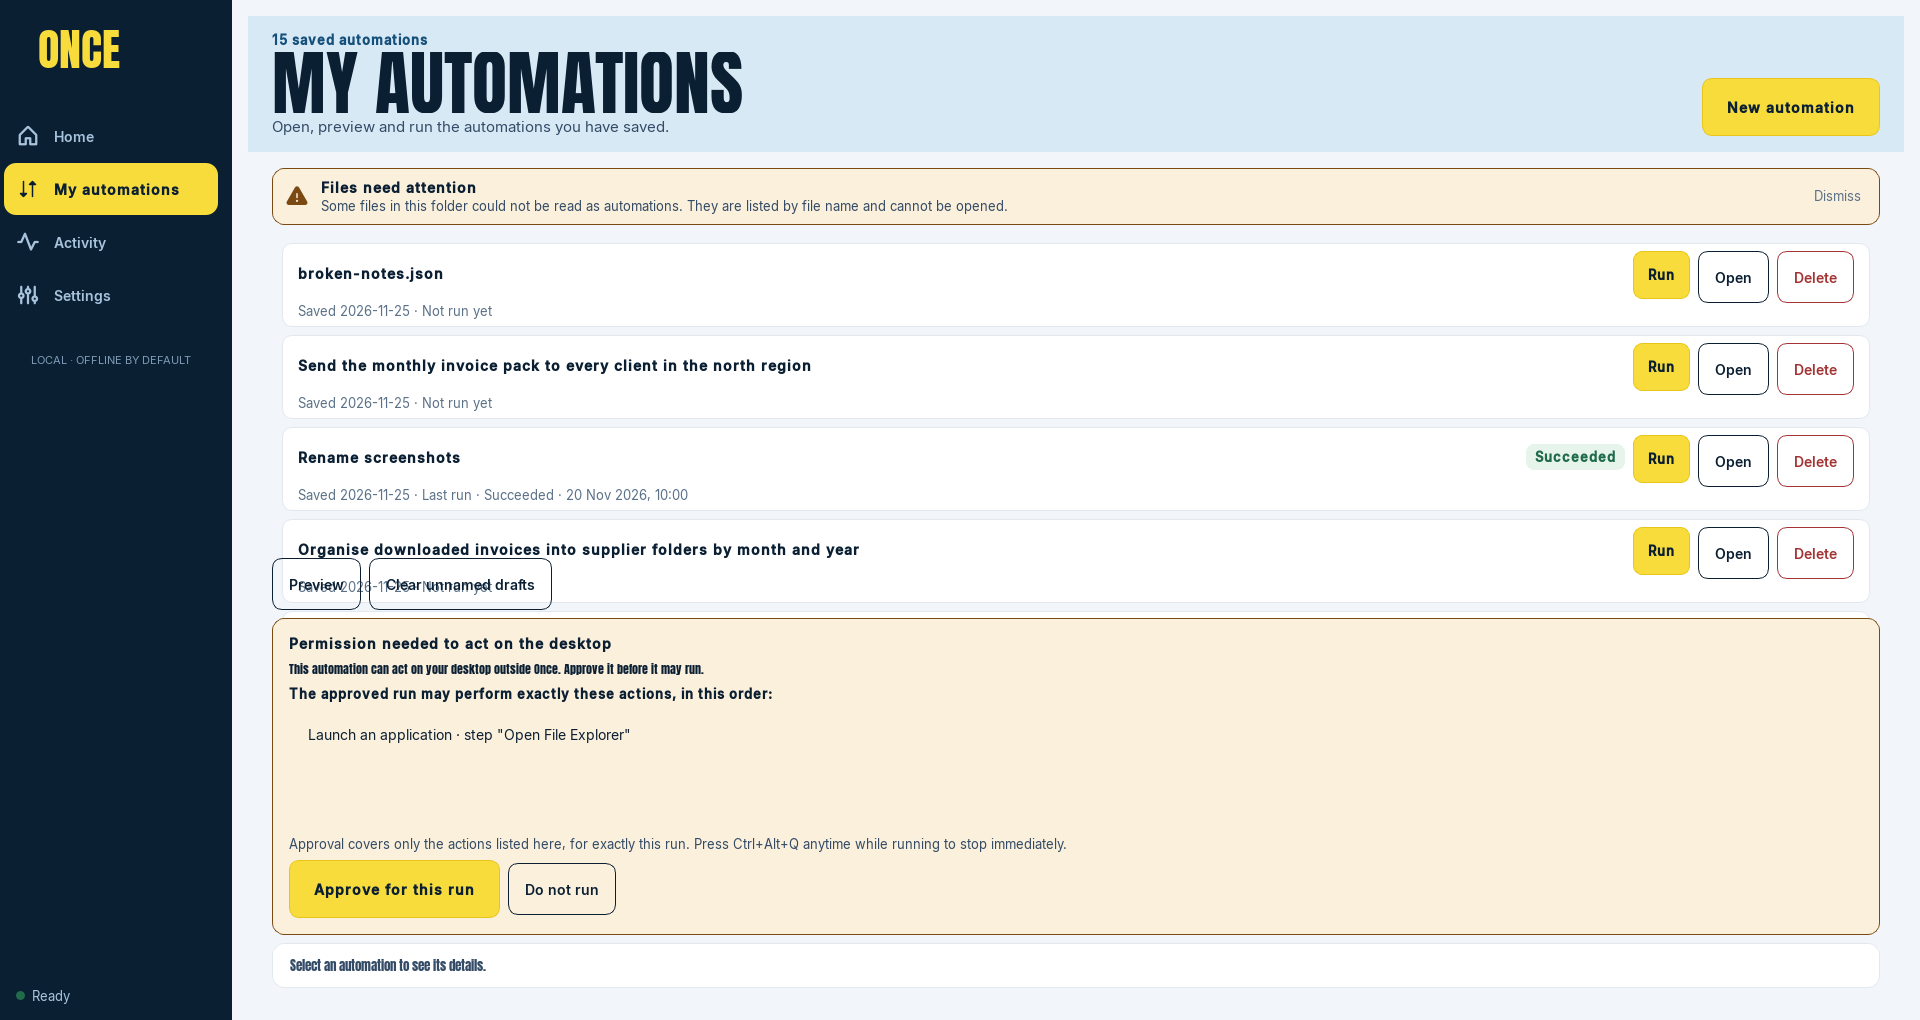 ONCE
Home
My automations
Activity
Settings
LOCAL · OFFLINE BY DEFAULT
Ready
15 saved automations
MY AUTOMATIONS
Open, preview and run the automations you have saved.
New automation
Files need attention
Some files in this folder could not be read as automations. They are listed by file name and cannot be opened.
Dismiss
broken-notes.json
Saved 2026-11-25 · Not run yet
Run
Open
Delete
Send the monthly invoice pack to every client in the north region
Saved 2026-11-25 · Not run yet
Run
Open
Delete
Rename screenshots
Saved 2026-11-25 · Last run · Succeeded · 20 Nov 2026, 10:00
Succeeded
Run
Open
Delete
Organise downloaded invoices into supplier folders by month and year
Saved 2026-11-25 · Not run yet
Run
Open
Delete
Preview
Clear unnamed drafts
Permission needed to act on the desktop
This automation can act on your desktop outside Once. Approve it before it may run.
The approved run may perform exactly these actions, in this order:
Launch an application · step "Open File Explorer"
Approval covers only the actions listed here, for exactly this run. Press Ctrl+Alt+Q anytime while running to stop immediately.
Approve for this run
Do not run
Select an automation to see its details.